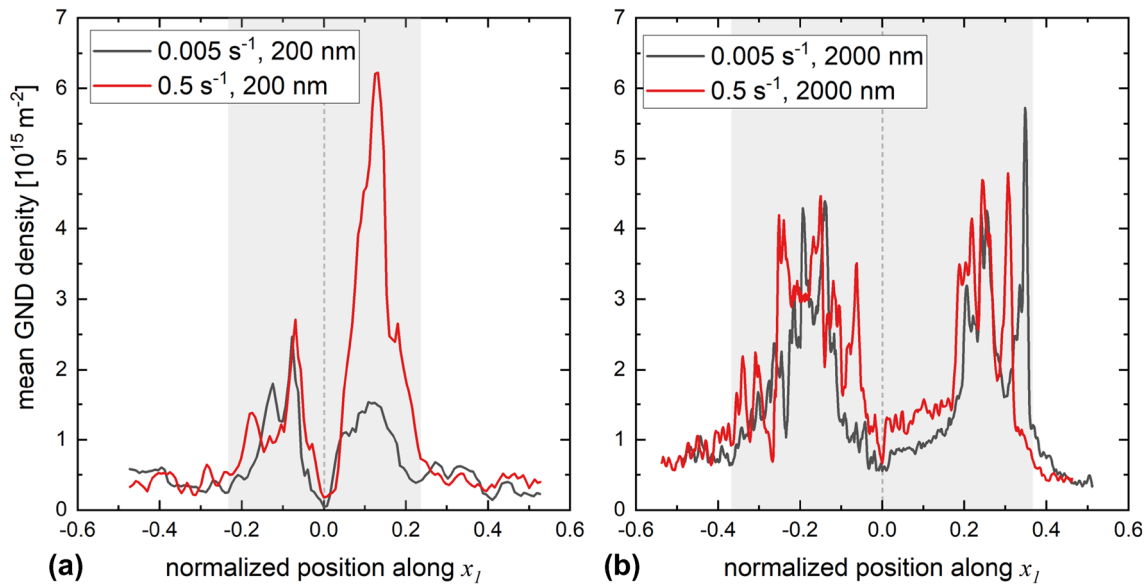 7
6
5
4
3
2
1
0
mean GND density [10¹⁵ m⁻²]
0.005 s⁻¹, 200 nm
0.5 s⁻¹, 200 nm
-0.6 -0.4 -0.2 0.0 0.2 0.4 0.6
(a) normalized position along x₁
7
6
5
4
3
2
1
0
0.005 s⁻¹, 2000 nm
0.5 s⁻¹, 2000 nm
-0.6 -0.4 -0.2 0.0 0.2 0.4 0.6
(b) normalized position along x₁